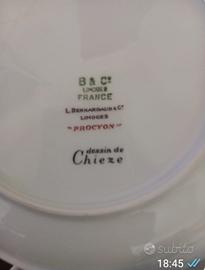 B & Cº
LIMOGES
FRANCE
L. BERNARDAUD & Cº
LIMOGES
"PROCYON"
dessin de
Chieze
subito
18:45